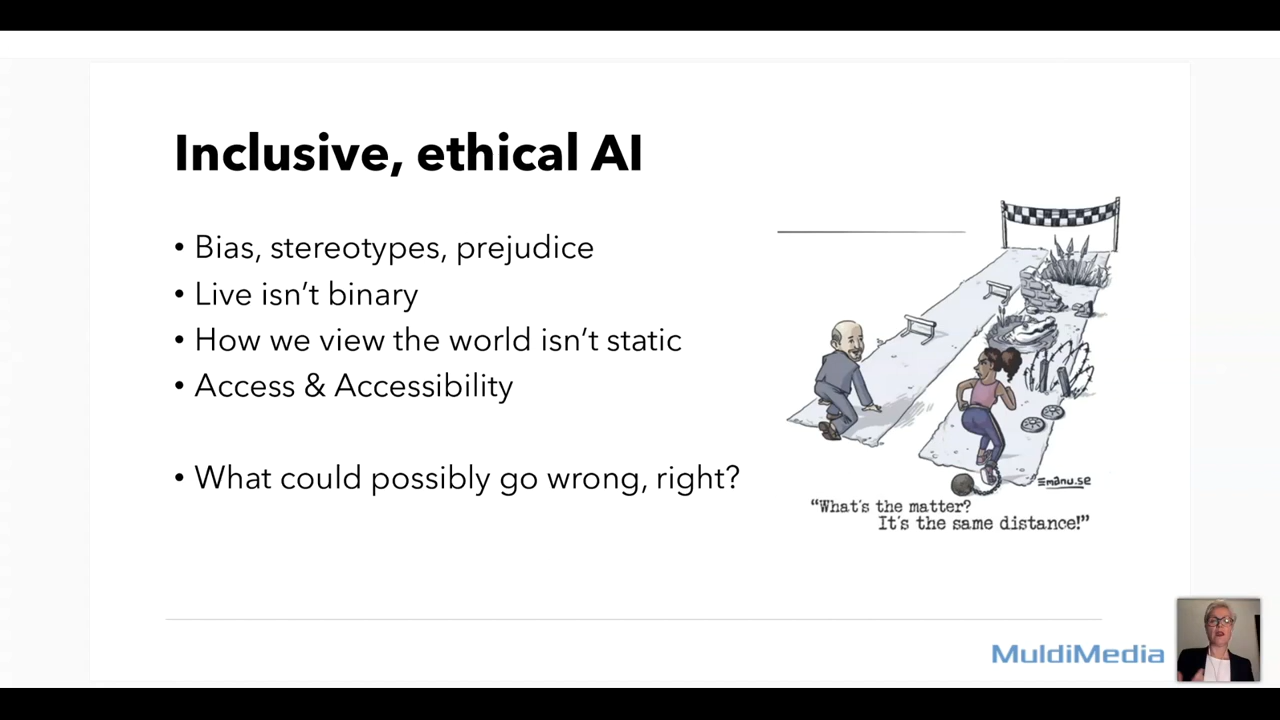 Inclusive, ethical AI
• Bias, stereotypes, prejudice
• Live isn’t binary
• How we view the world isn’t static
• Access & Accessibility
• What could possibly go wrong, right?
Emanu.se
“What's the matter?
It's the same distance!”
MuldiMedia